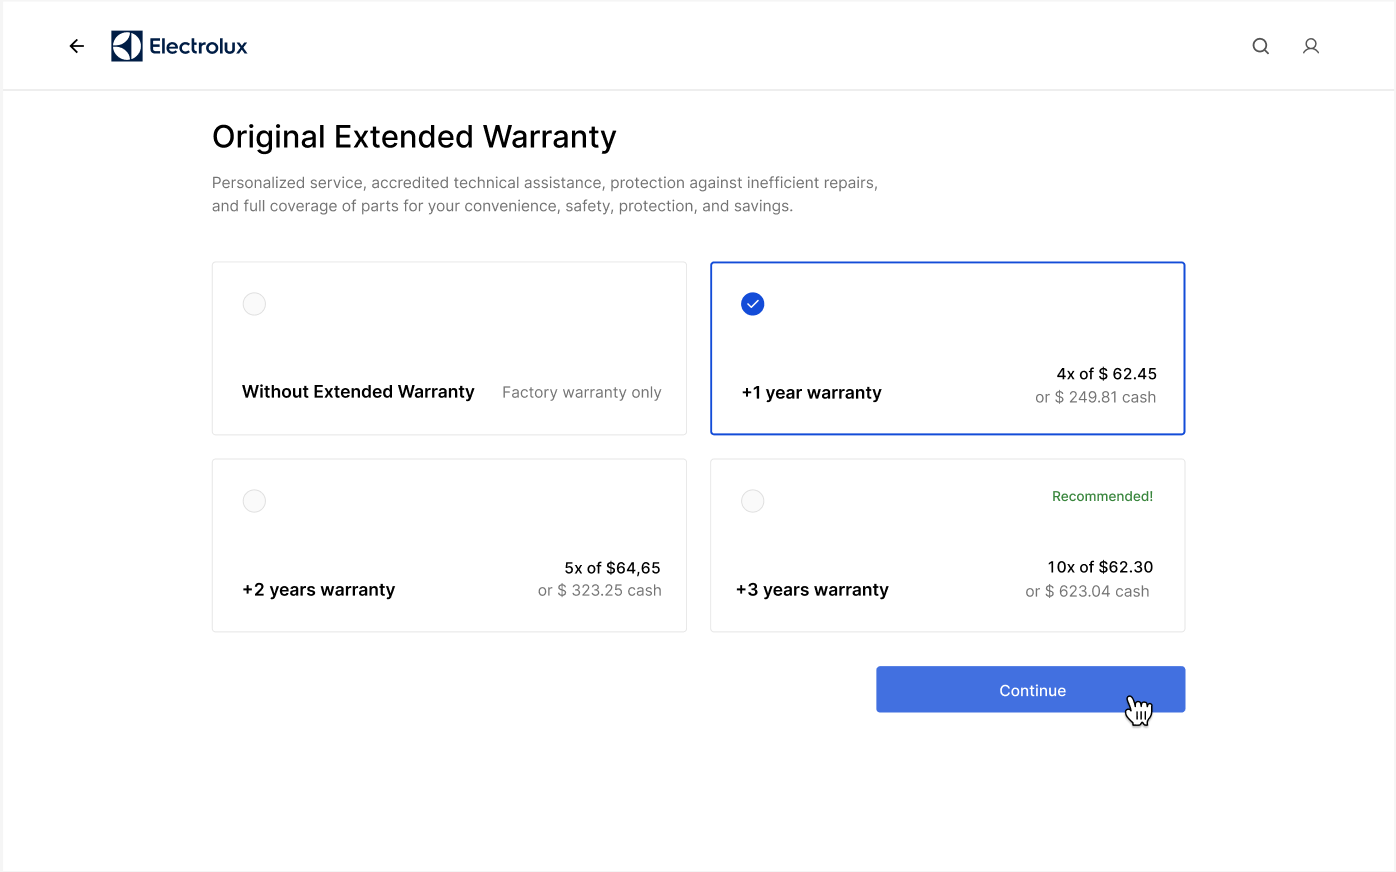 Electrolux
Original Extended Warranty
Personalized service, accredited technical assistance, protection against inefficient repairs,
and full coverage of parts for your convenience, safety, protection, and savings.
Without Extended Warranty
Factory warranty only
+1 year warranty
4x of $ 62.45
or $ 249.81 cash
+2 years warranty
5x of $64,65
or $ 323.25 cash
Recommended!
+3 years warranty
10x of $62.30
or $ 623.04 cash
Continue